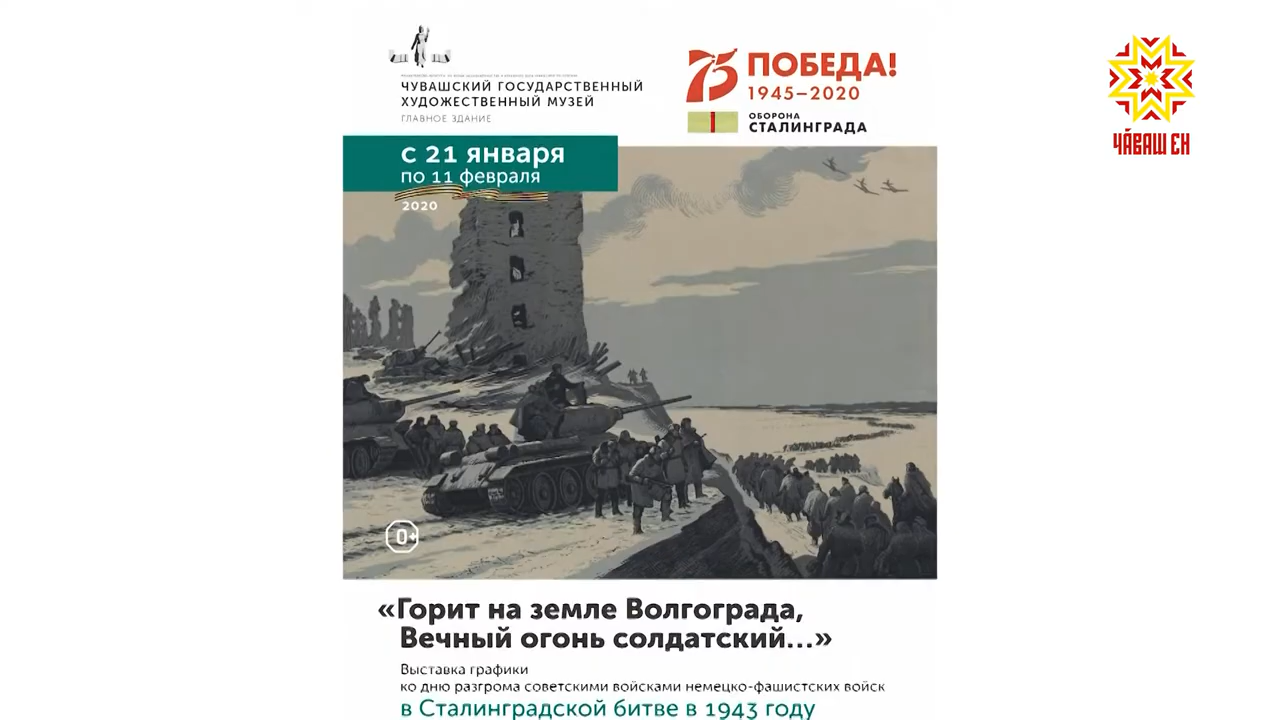 ЧУВАШСКИЙ ГОСУДАРСТВЕННЫЙ
ХУДОЖЕСТВЕННЫЙ МУЗЕЙ
ГЛАВНОЕ ЗДАНИЕ
75 ПОБЕДА!
1945–2020
ОБОРОНА
СТАЛИНГРАДА
ЧӐВАШ ЕН
с 21 января
по 11 февраля
2020
0+
«Горит на земле Волгограда,
Вечный огонь солдатский...»
Выставка графики
ко дню разгрома советскими войсками немецко-фашистских войск
в Сталинградской битве в 1943 году